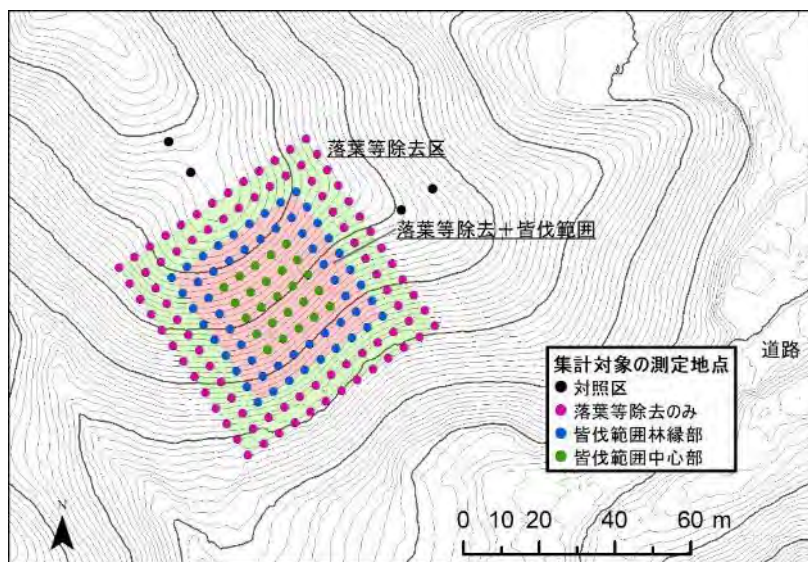 落葉等除去区
落葉等除去＋皆伐範囲
道路
集計対象の測定地点
対照区
落葉等除去のみ
皆伐範囲林縁部
皆伐範囲中心部
N
0 10 20 40 60 m